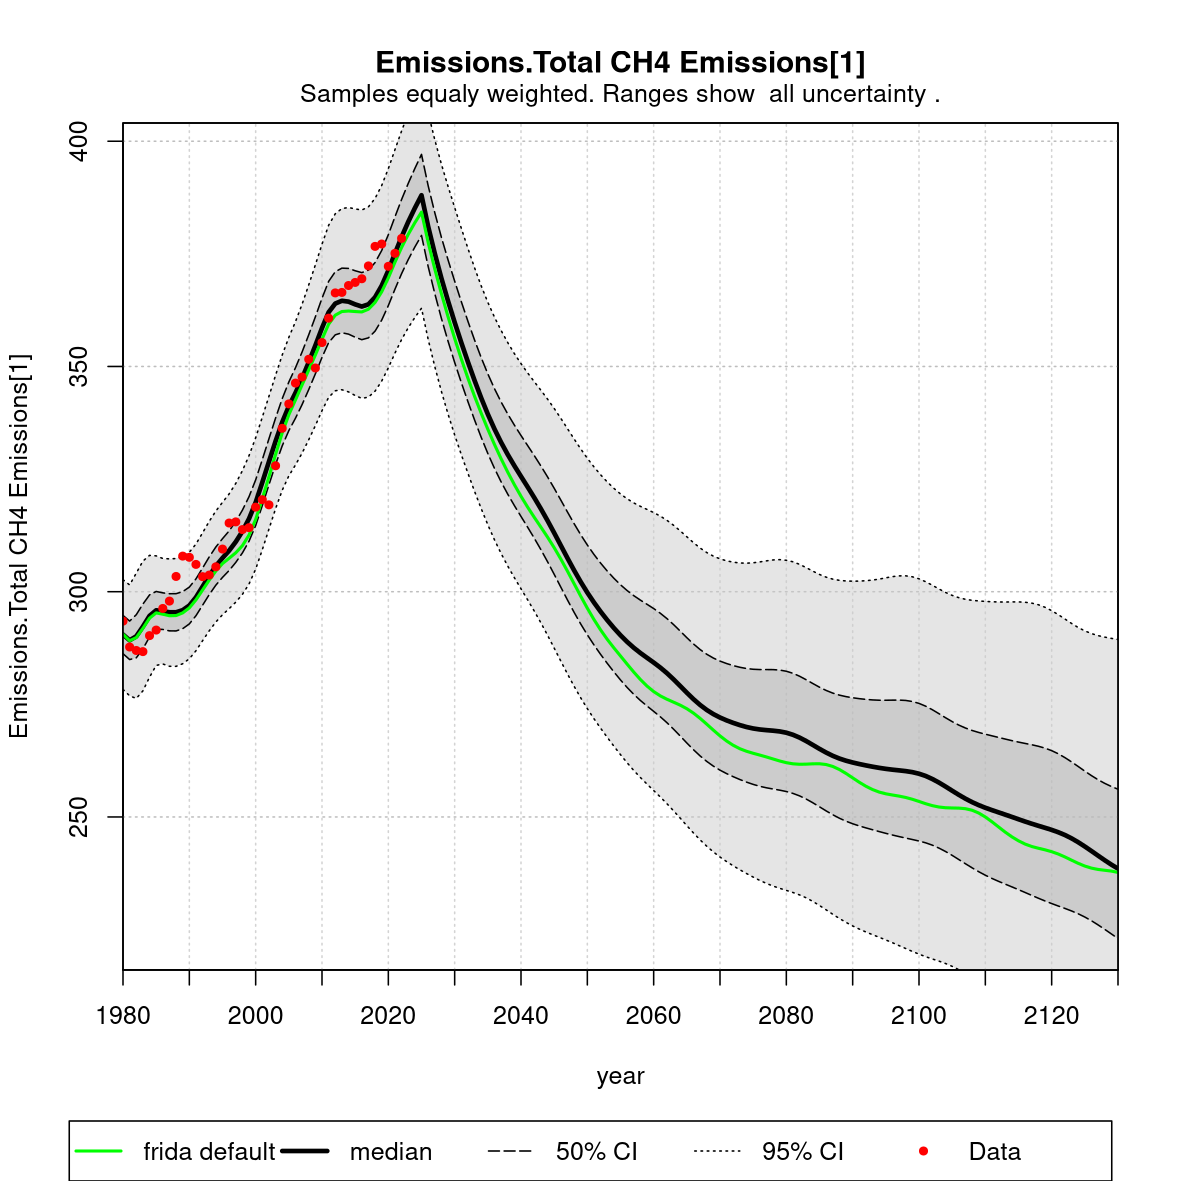 Emissions.Total CH4 Emissions[1]
Samples equaly weighted. Ranges show  all uncertainty .
Emissions.Total CH4 Emissions[1]
400
350
300
250
1980 2000 2020 2040 2060 2080 2100 2120
year
frida default median 50% CI 95% CI Data